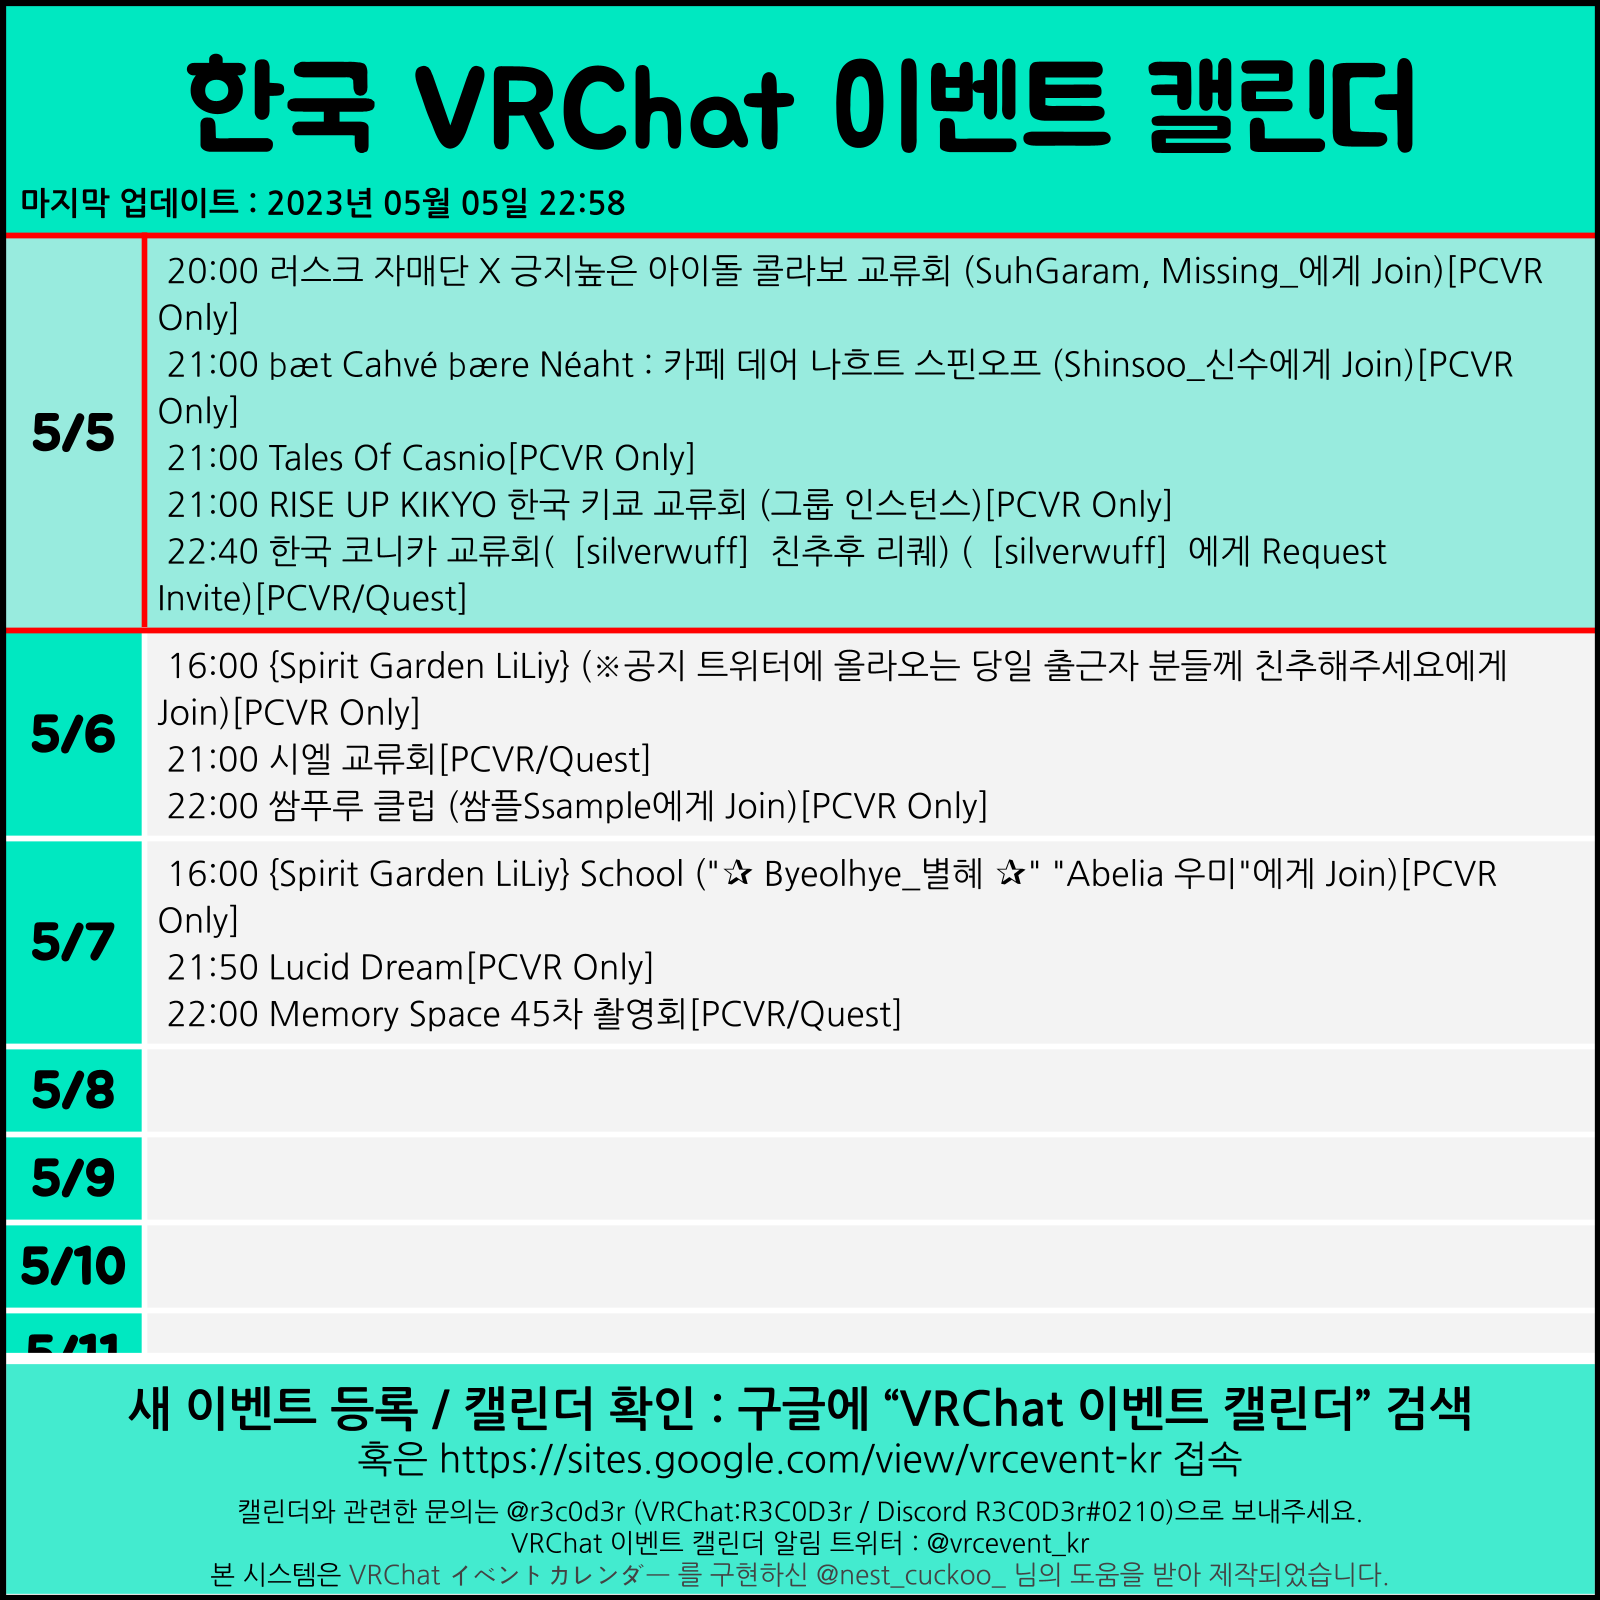 한국 VRChat 이벤트 캘린더
마지막 업데이트 : 2023년 05월 05일 22:58
5/5
20:00 러스크 자매단 X 긍지높은 아이돌 콜라보 교류회 (SuhGaram, Missing_에게 Join)[PCVR
Only]
21:00 þæt Cahvé þære Néaht : 카페 데어 나흐트 스핀오프 (Shinsoo_신수에게 Join)[PCVR
Only]
21:00 Tales Of Casnio[PCVR Only]
21:00 RISE UP KIKYO 한국 키쿄 교류회 (그룹 인스턴스)[PCVR Only]
22:40 한국 코니카 교류회( [silverwuff] 친추후 리퀘) ( [silverwuff] 에게 Request
Invite)[PCVR/Quest]
5/6
16:00 {Spirit Garden LiLiy} (※공지 트위터에 올라오는 당일 출근자 분들께 친추해주세요에게
Join)[PCVR Only]
21:00 시엘 교류회[PCVR/Quest]
22:00 쌈푸루 클럽 (쌈플Ssample에게 Join)[PCVR Only]
5/7
16:00 {Spirit Garden LiLiy} School ("✰ Byeolhye_별혜 ✰" "Abelia 우미"에게 Join)[PCVR
Only]
21:50 Lucid Dream[PCVR Only]
22:00 Memory Space 45차 촬영회[PCVR/Quest]
5/8
5/9
5/10
5/11
새 이벤트 등록 / 캘린더 확인 : 구글에 “VRChat 이벤트 캘린더” 검색
혹은 https://sites.google.com/view/vrcevent-kr 접속
캘린더와 관련한 문의는 @r3c0d3r (VRChat:R3C0D3r / Discord R3C0D3r#0210)으로 보내주세요.
VRChat 이벤트 캘린더 알림 트위터 : @vrcevent_kr
본 시스템은 VRChat イベントカレンダー 를 구현하신 @nest_cuckoo_ 님의 도움을 받아 제작되었습니다.